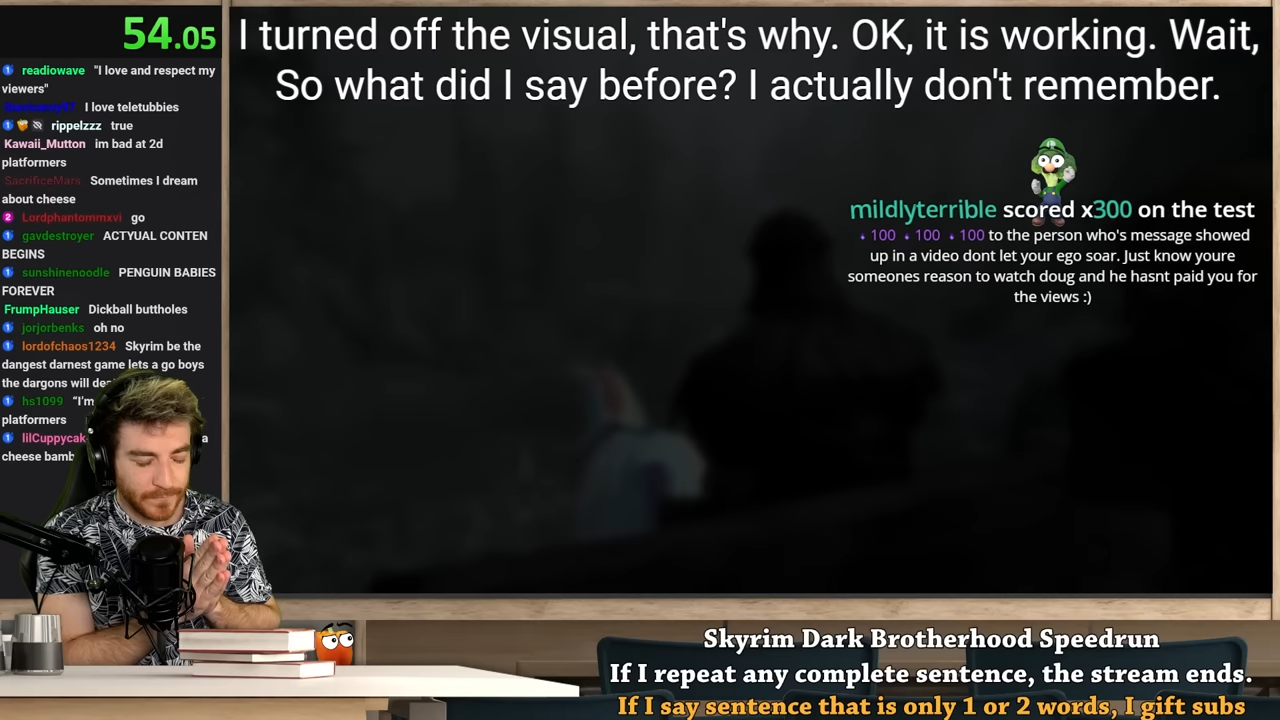 54.05
I turned off the visual, that's why. OK, it is working. Wait,
So what did I say before? I actually don't remember.
readiowave "I love and respect my
viewers"
I love teletubbies
rippelzzz true
Kawaii_Mutton im bad at 2d
platformers
SacrificeMars Sometimes I dream
about cheese
Lordphantommxvi go
gavdestroyer ACTYUAL CONTEN
BEGINS
sunshinenoodle PENGUIN BABIES
FOREVER
FrumpHauser Dickball buttholes
jorjorbenks oh no
lordofchaos1234 Skyrim be the
dangest darnest game lets a go boys
the dargons will
hs1099 "I'm
platformers
lilCuppycak a
cheese bamb
mildlyterrible scored x300 on the test
100 100 100 to the person who's message showed
up in a video dont let your ego soar. Just know youre
someones reason to watch doug and he hasnt paid you for
the views :)
Skyrim Dark Brotherhood Speedrun
If I repeat any complete sentence, the stream ends.
If I say sentence that is only 1 or 2 words, I gift subs